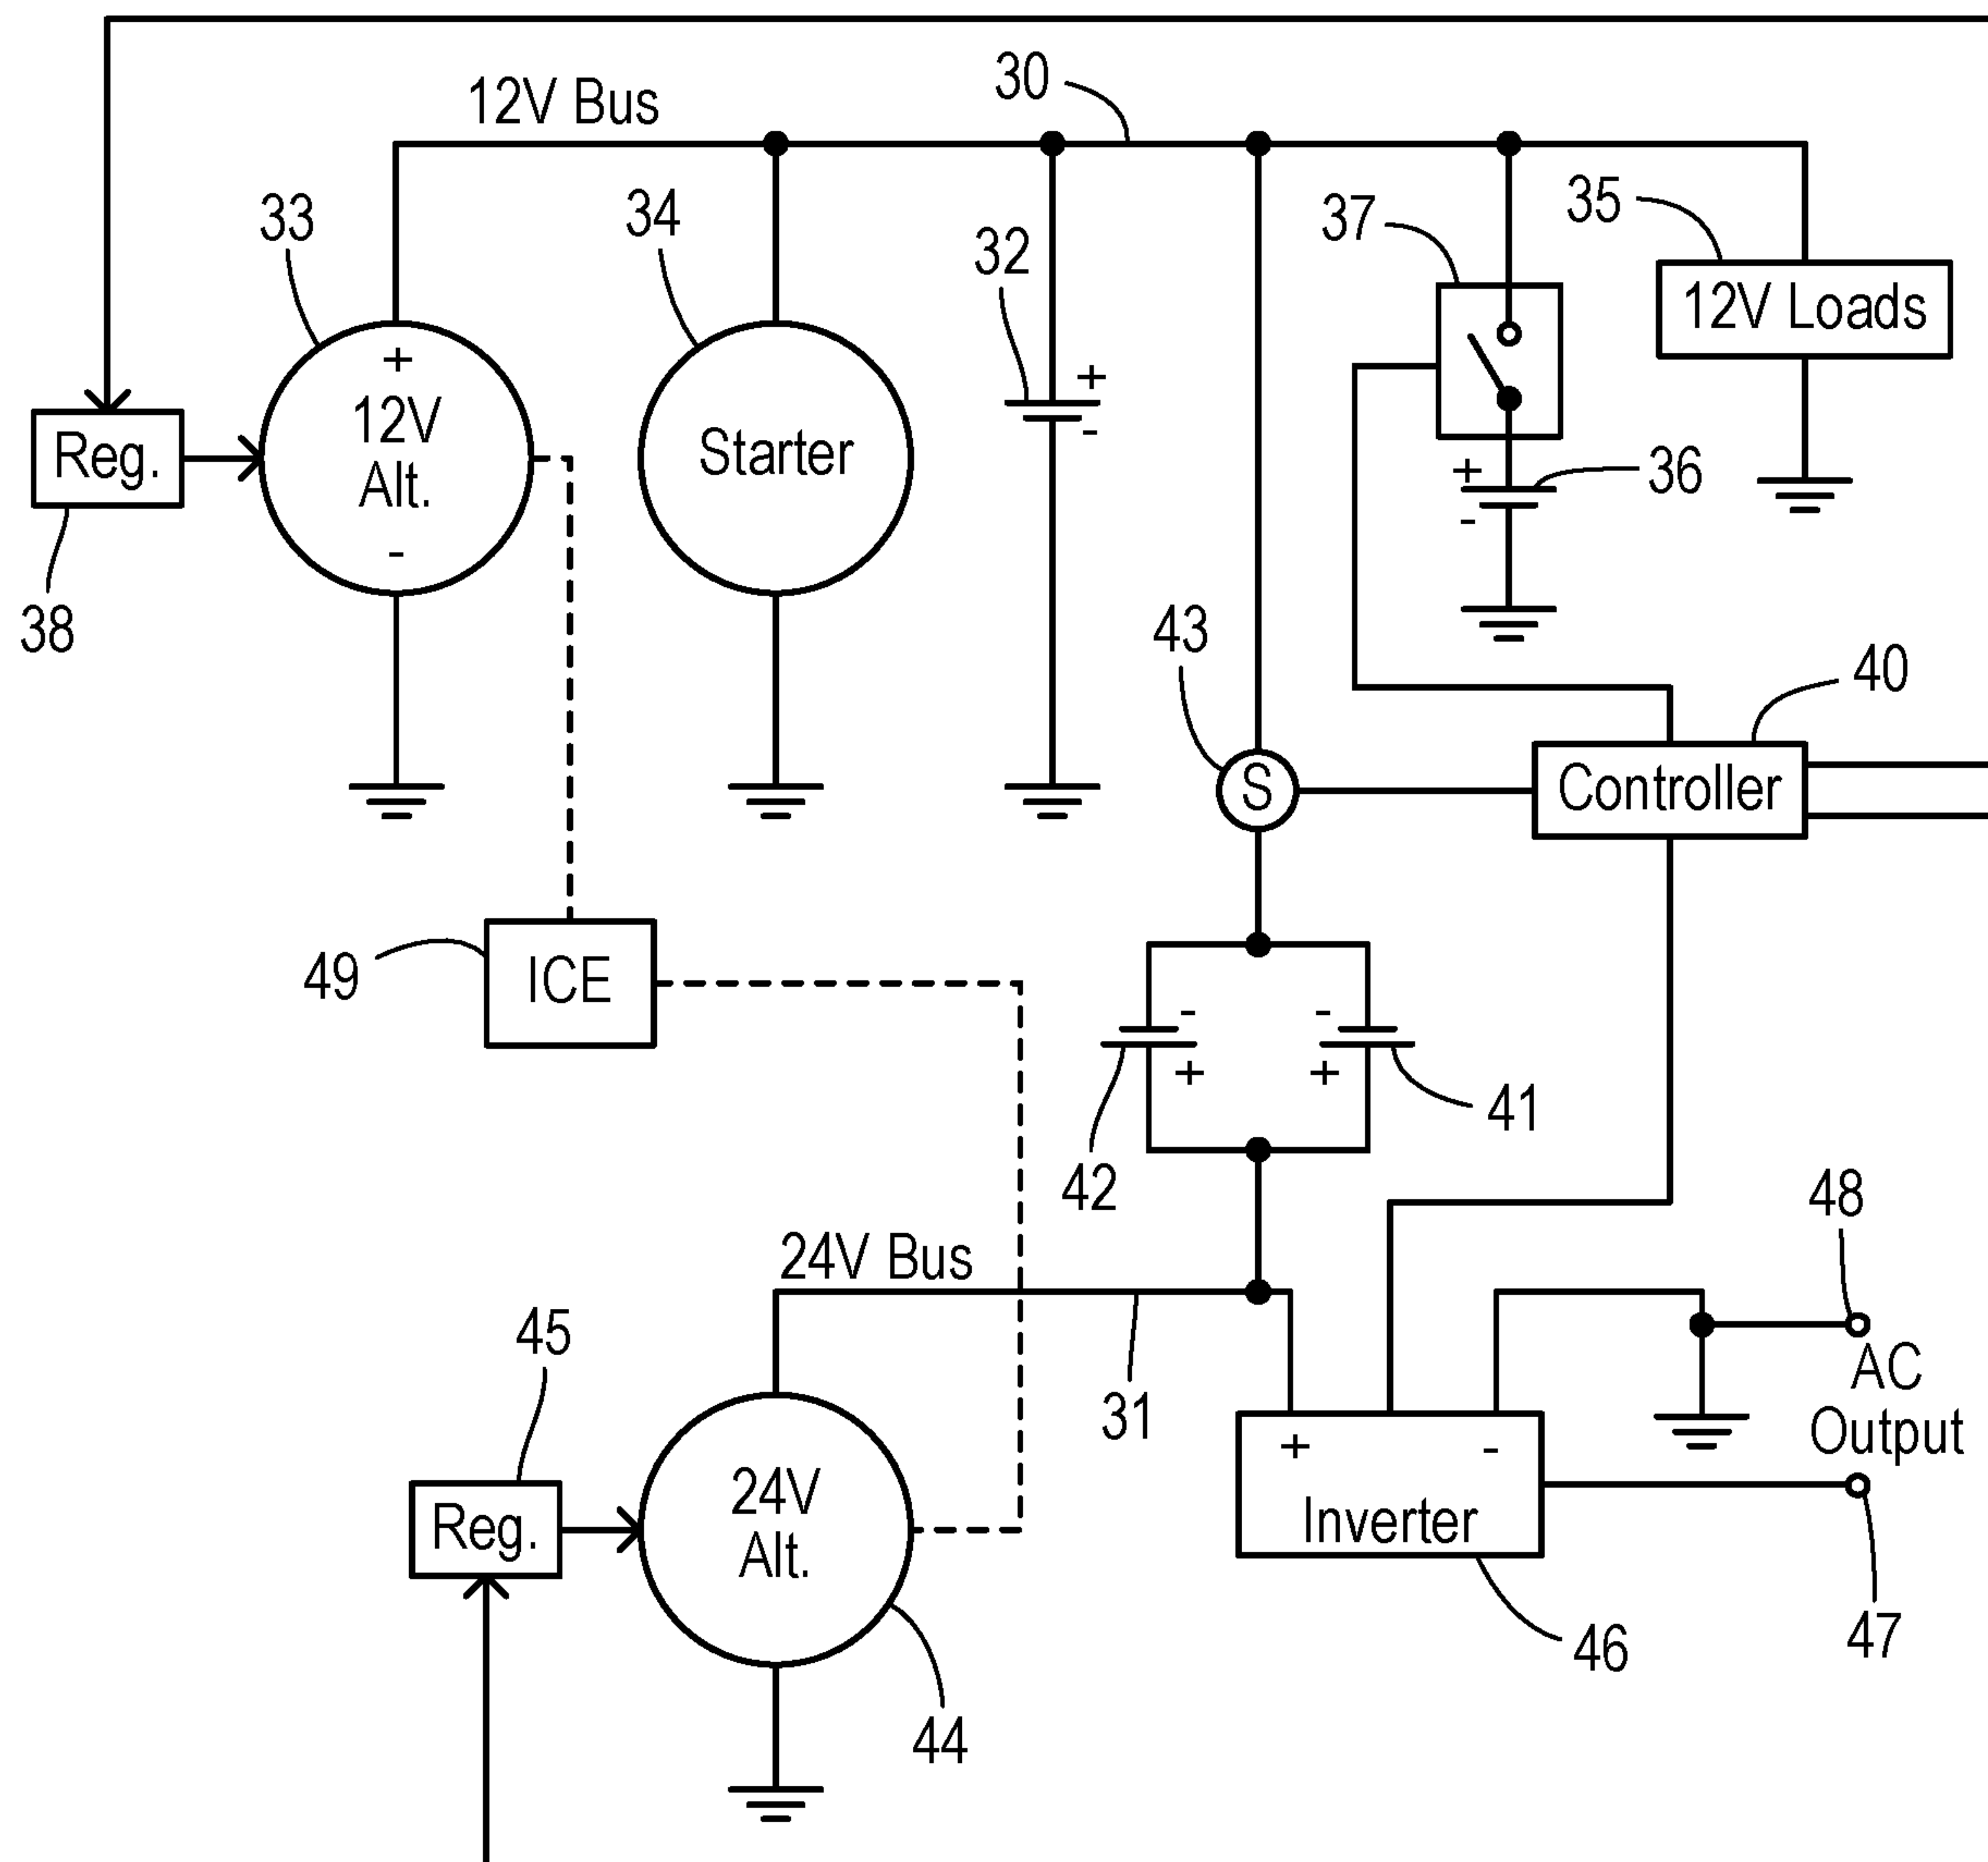 30
12V Bus
33
34
32
37
35
12V Loads
+
12V
Alt.
-
Starter
+
-
Reg.
+
-
36
38
43
40
S
Controller
49
ICE
-
+
-
+
41
42
48
24V Bus
45
31
AC
Output
+
-
Inverter
24V
Alt.
Reg.
46
47
44